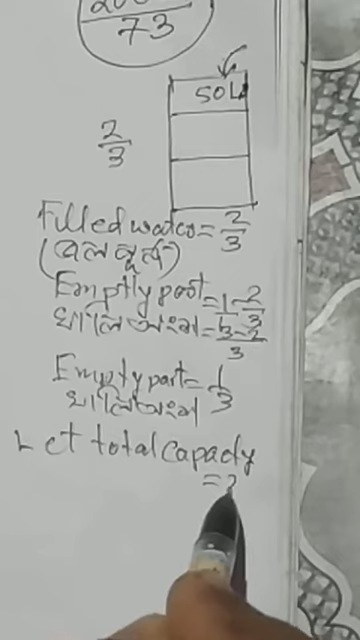 73
50L
2
3
Filled water = 2/3
Emptly part = 1 - 2/3
খালি অংশ = 3-2/3
Empty part = 1/3
খালি অংশ
Let total capacity
=